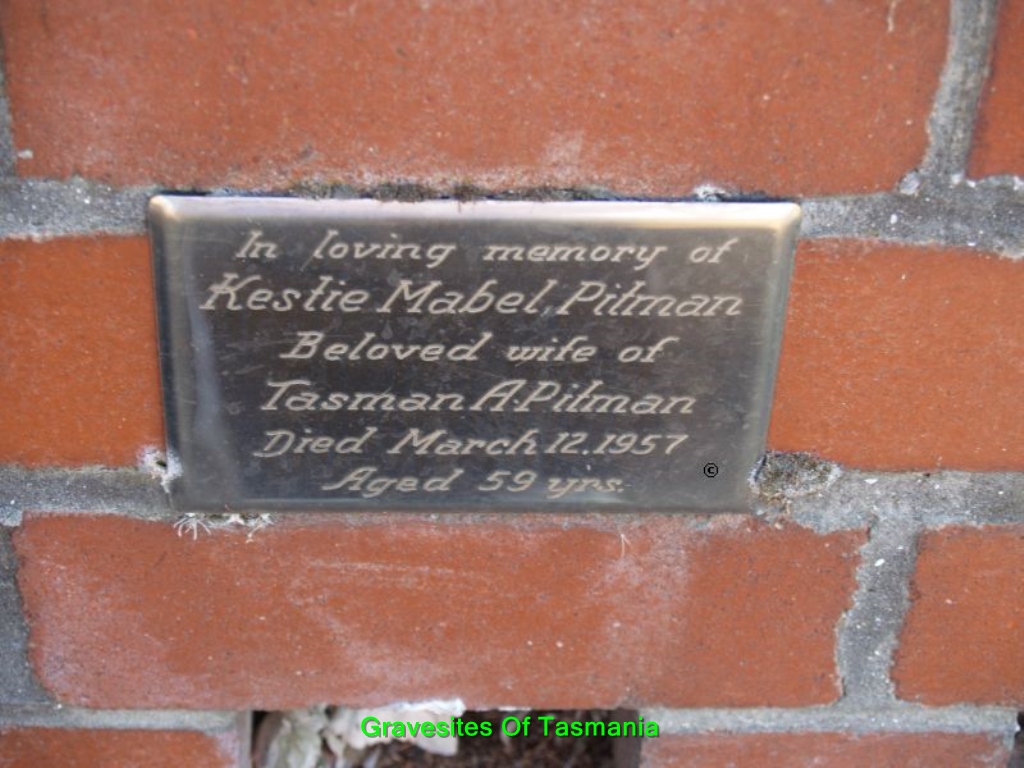 In loving memory of
Kestie Mabel, Pitman
Beloved wife of
Tasman A. Pitman
Died March 12. 1957
Aged 59 yrs.
©
Gravesites Of Tasmania